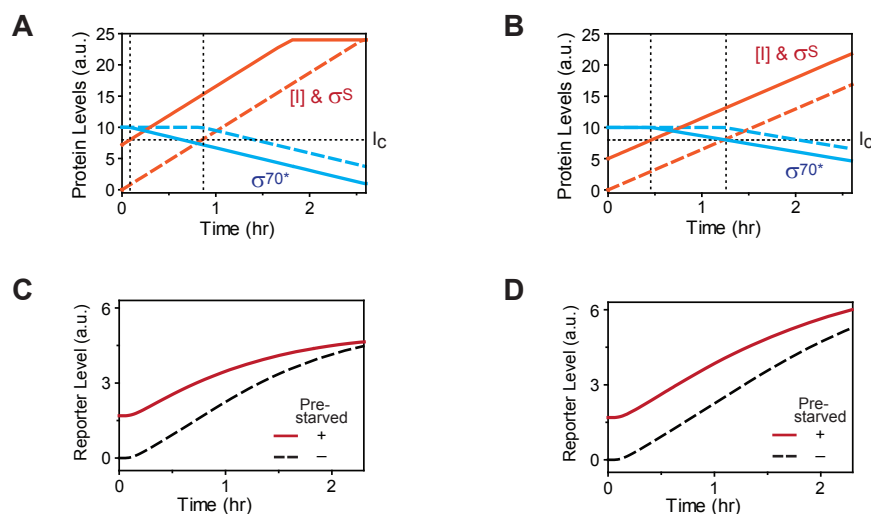 A
Protein Levels (a.u.)
25
20
15
10
5
0
[I] & σS
IC
σ70*
0
1
2
Time (hr)
B
Protein Levels (a.u.)
25
20
15
10
5
0
[I] & σS
IC
σ70*
0
1
2
Time (hr)
C
Reporter Level (a.u.)
6
3
0
Pre-
starved
+
–
0
1
2
Time (hr)
D
Reporter Level (a.u.)
6
3
0
Pre-
starved
+
–
0
1
2
Time (hr)